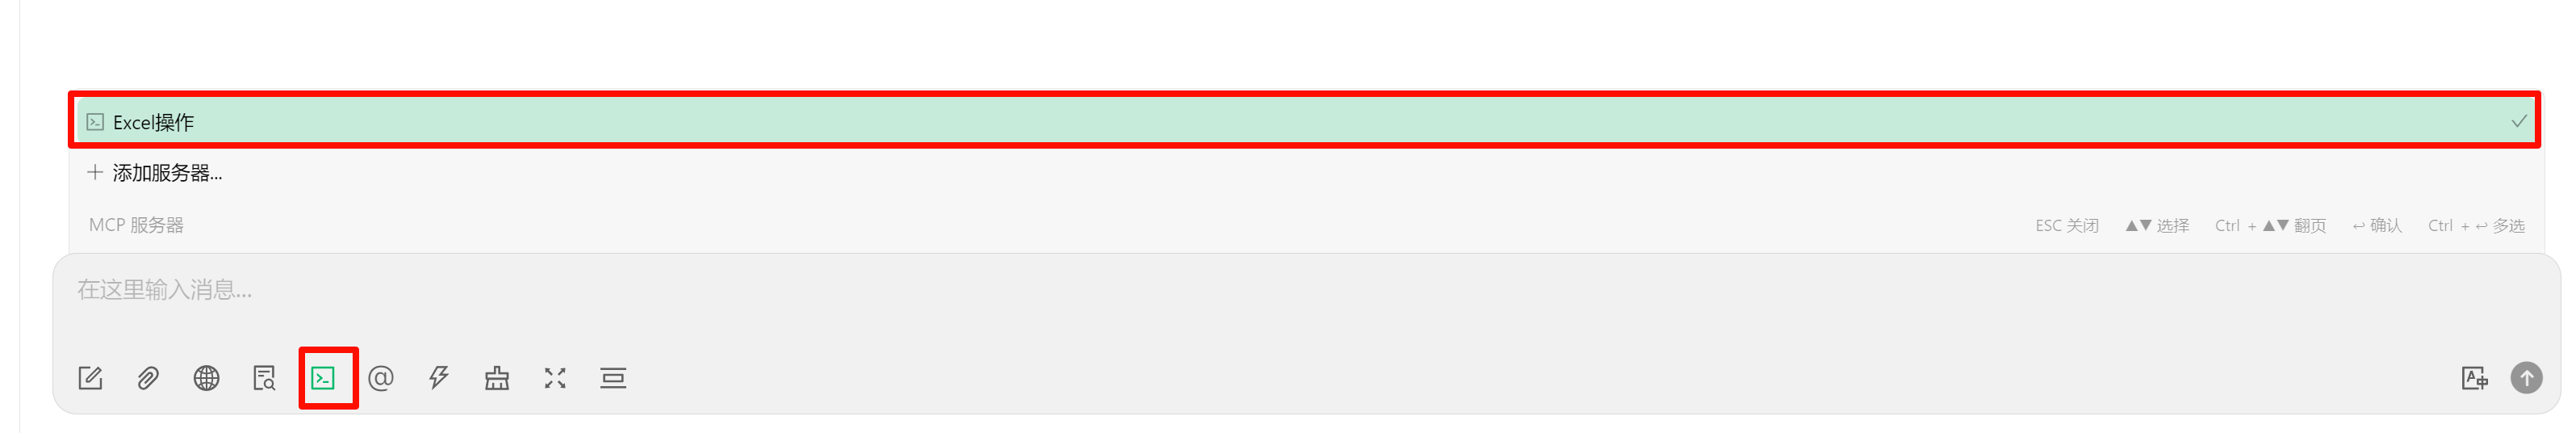 Excel操作
添加服务器...
MCP 服务器 ESC 关闭 ▲▼ 选择 Ctrl + ▲▼ 翻页 ↩ 确认 Ctrl + ↩ 多选
在这里输入消息...